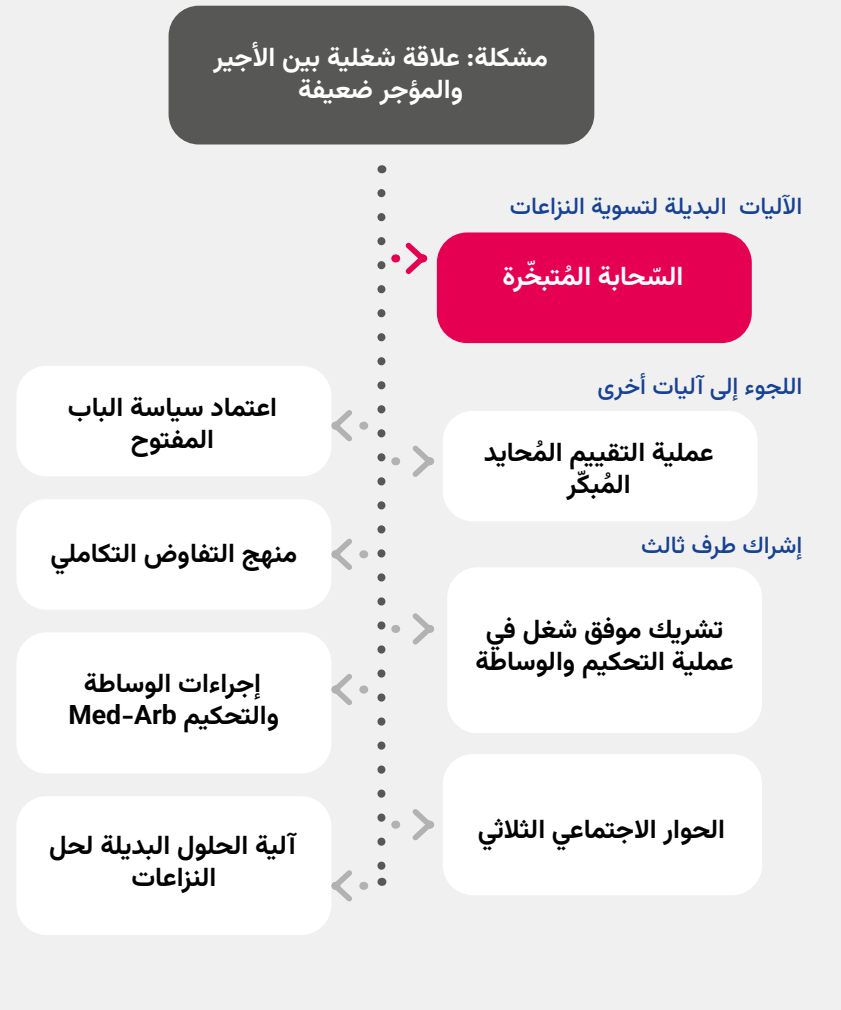 مشكلة: علاقة شغلية بين الأجير
والمؤجر ضعيفة
الآليات البديلة لتسوية النزاعات
السّحابة المُتبخّرة
اللجوء إلى آليات أخرى
اعتماد سياسة الباب
المفتوح
عملية التقييم المُحايد
المُبكّر
إشراك طرف ثالث
منهج التفاوض التكاملي
تشريك موفق شغل في
عملية التحكيم والوساطة
إجراءات الوساطة
والتحكيم Med-Arb
الحوار الاجتماعي الثلاثي
آلية الحلول البديلة لحل
النزاعات